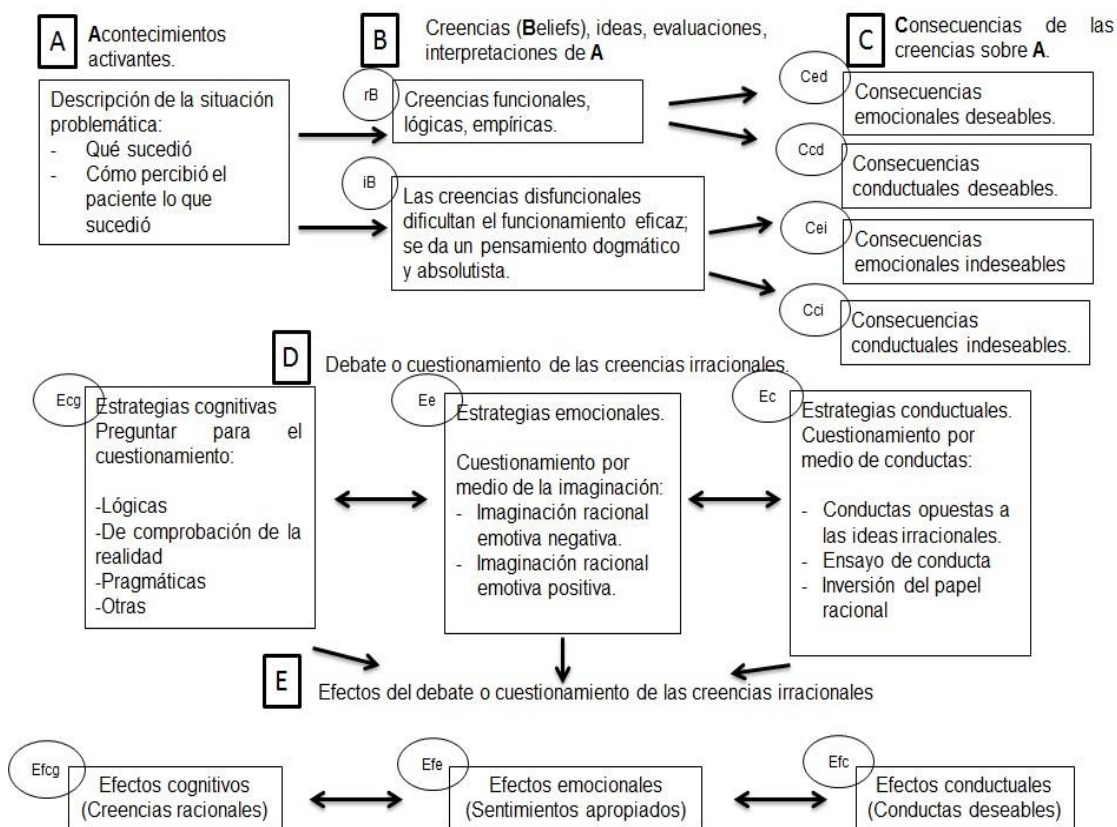 A
Acontecimientos
activantes.
B
Creencias (Beliefs), ideas, evaluaciones,
interpretaciones de A
C
Consecuencias de las
creencias sobre A.
Descripción de la situación
problemática:
- Qué sucedió
- Cómo percibió el
paciente lo que
sucedió
rB
Creencias funcionales,
lógicas, empíricas.
iB
Las creencias disfuncionales
dificultan el funcionamiento eficaz;
se da un pensamiento dogmático
y absolutista.
Ced
Consecuencias
emocionales deseables.
Ccd
Consecuencias
conductuales deseables.
Cei
Consecuencias
emocionales indeseables
Cci
Consecuencias
conductuales indeseables.
D
Debate o cuestionamiento de las creencias irracionales.
Ecg
Estrategias cognitivas
Preguntar para el
cuestionamiento:
-Lógicas
-De comprobación de la
realidad
-Pragmáticas
-Otras
Ee
Estrategias emocionales.
Cuestionamiento por
medio de la imaginación:
- Imaginación racional
emotiva negativa.
- Imaginación racional
emotiva positiva.
Ec
Estrategias conductuales.
Cuestionamiento por
medio de conductas:
- Conductas opuestas a
las ideas irracionales.
- Ensayo de conducta
- Inversión del papel
racional
E
Efectos del debate o cuestionamiento de las creencias irracionales
Efcg
Efectos cognitivos
(Creencias racionales)
Efe
Efectos emocionales
(Sentimientos apropiados)
Efc
Efectos conductuales
(Conductas deseables)